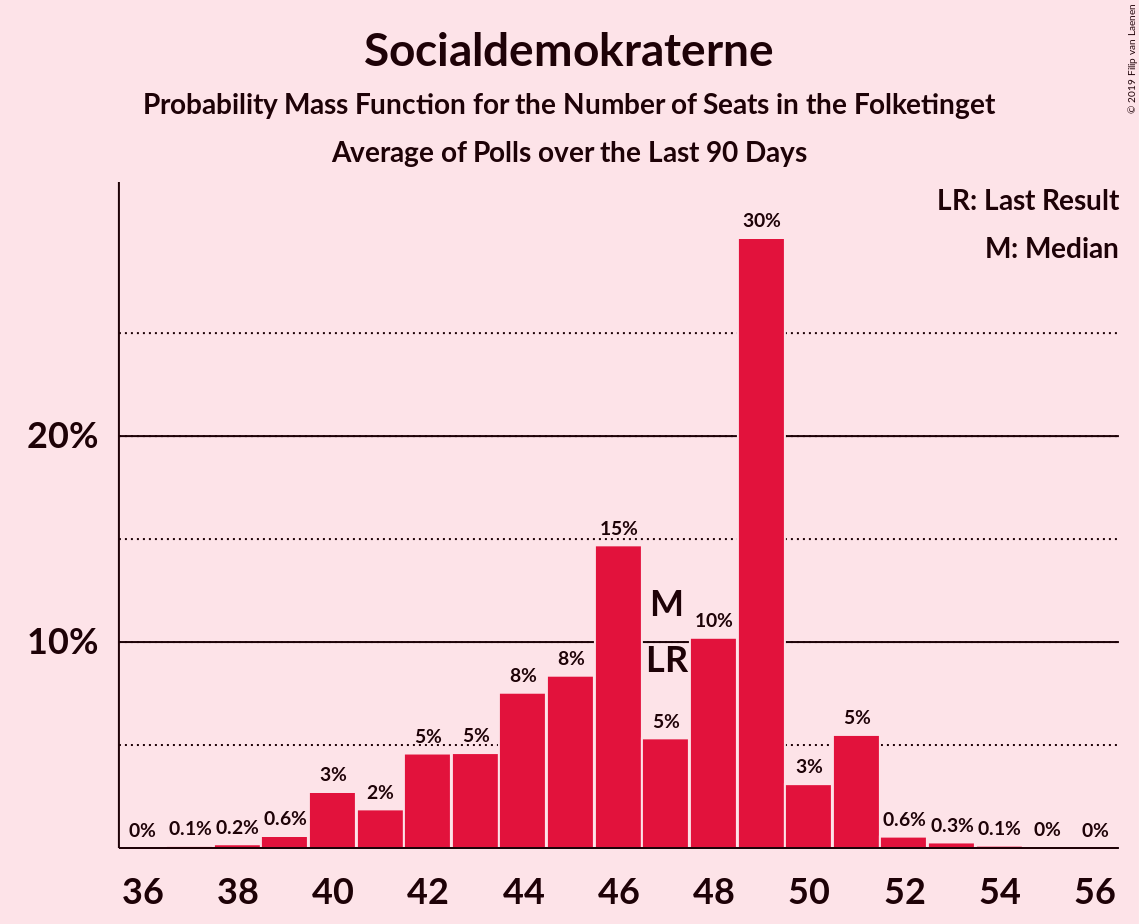 Socialdemokraterne
Probability Mass Function for the Number of Seats in the Folketinget
Average of Polls over the Last 90 Days
© 2019 Filip van Laenen
LR: Last Result
M: Median
20%
10%
0%
0.1%
0.2%
0.6%
3%
2%
5%
5%
8%
8%
15%
M
LR
5%
10%
30%
3%
5%
0.6%
0.3%
0.1%
0%
0%
36 38 40 42 44 46 48 50 52 54 56